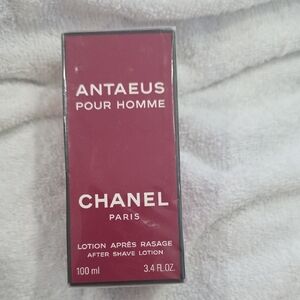 ANTAEUS
POUR HOMME
CHANEL
PARIS
LOTION APRÈS RASAGE
AFTER SHAVE LOTION
100 ml 3.4 FL.OZ.